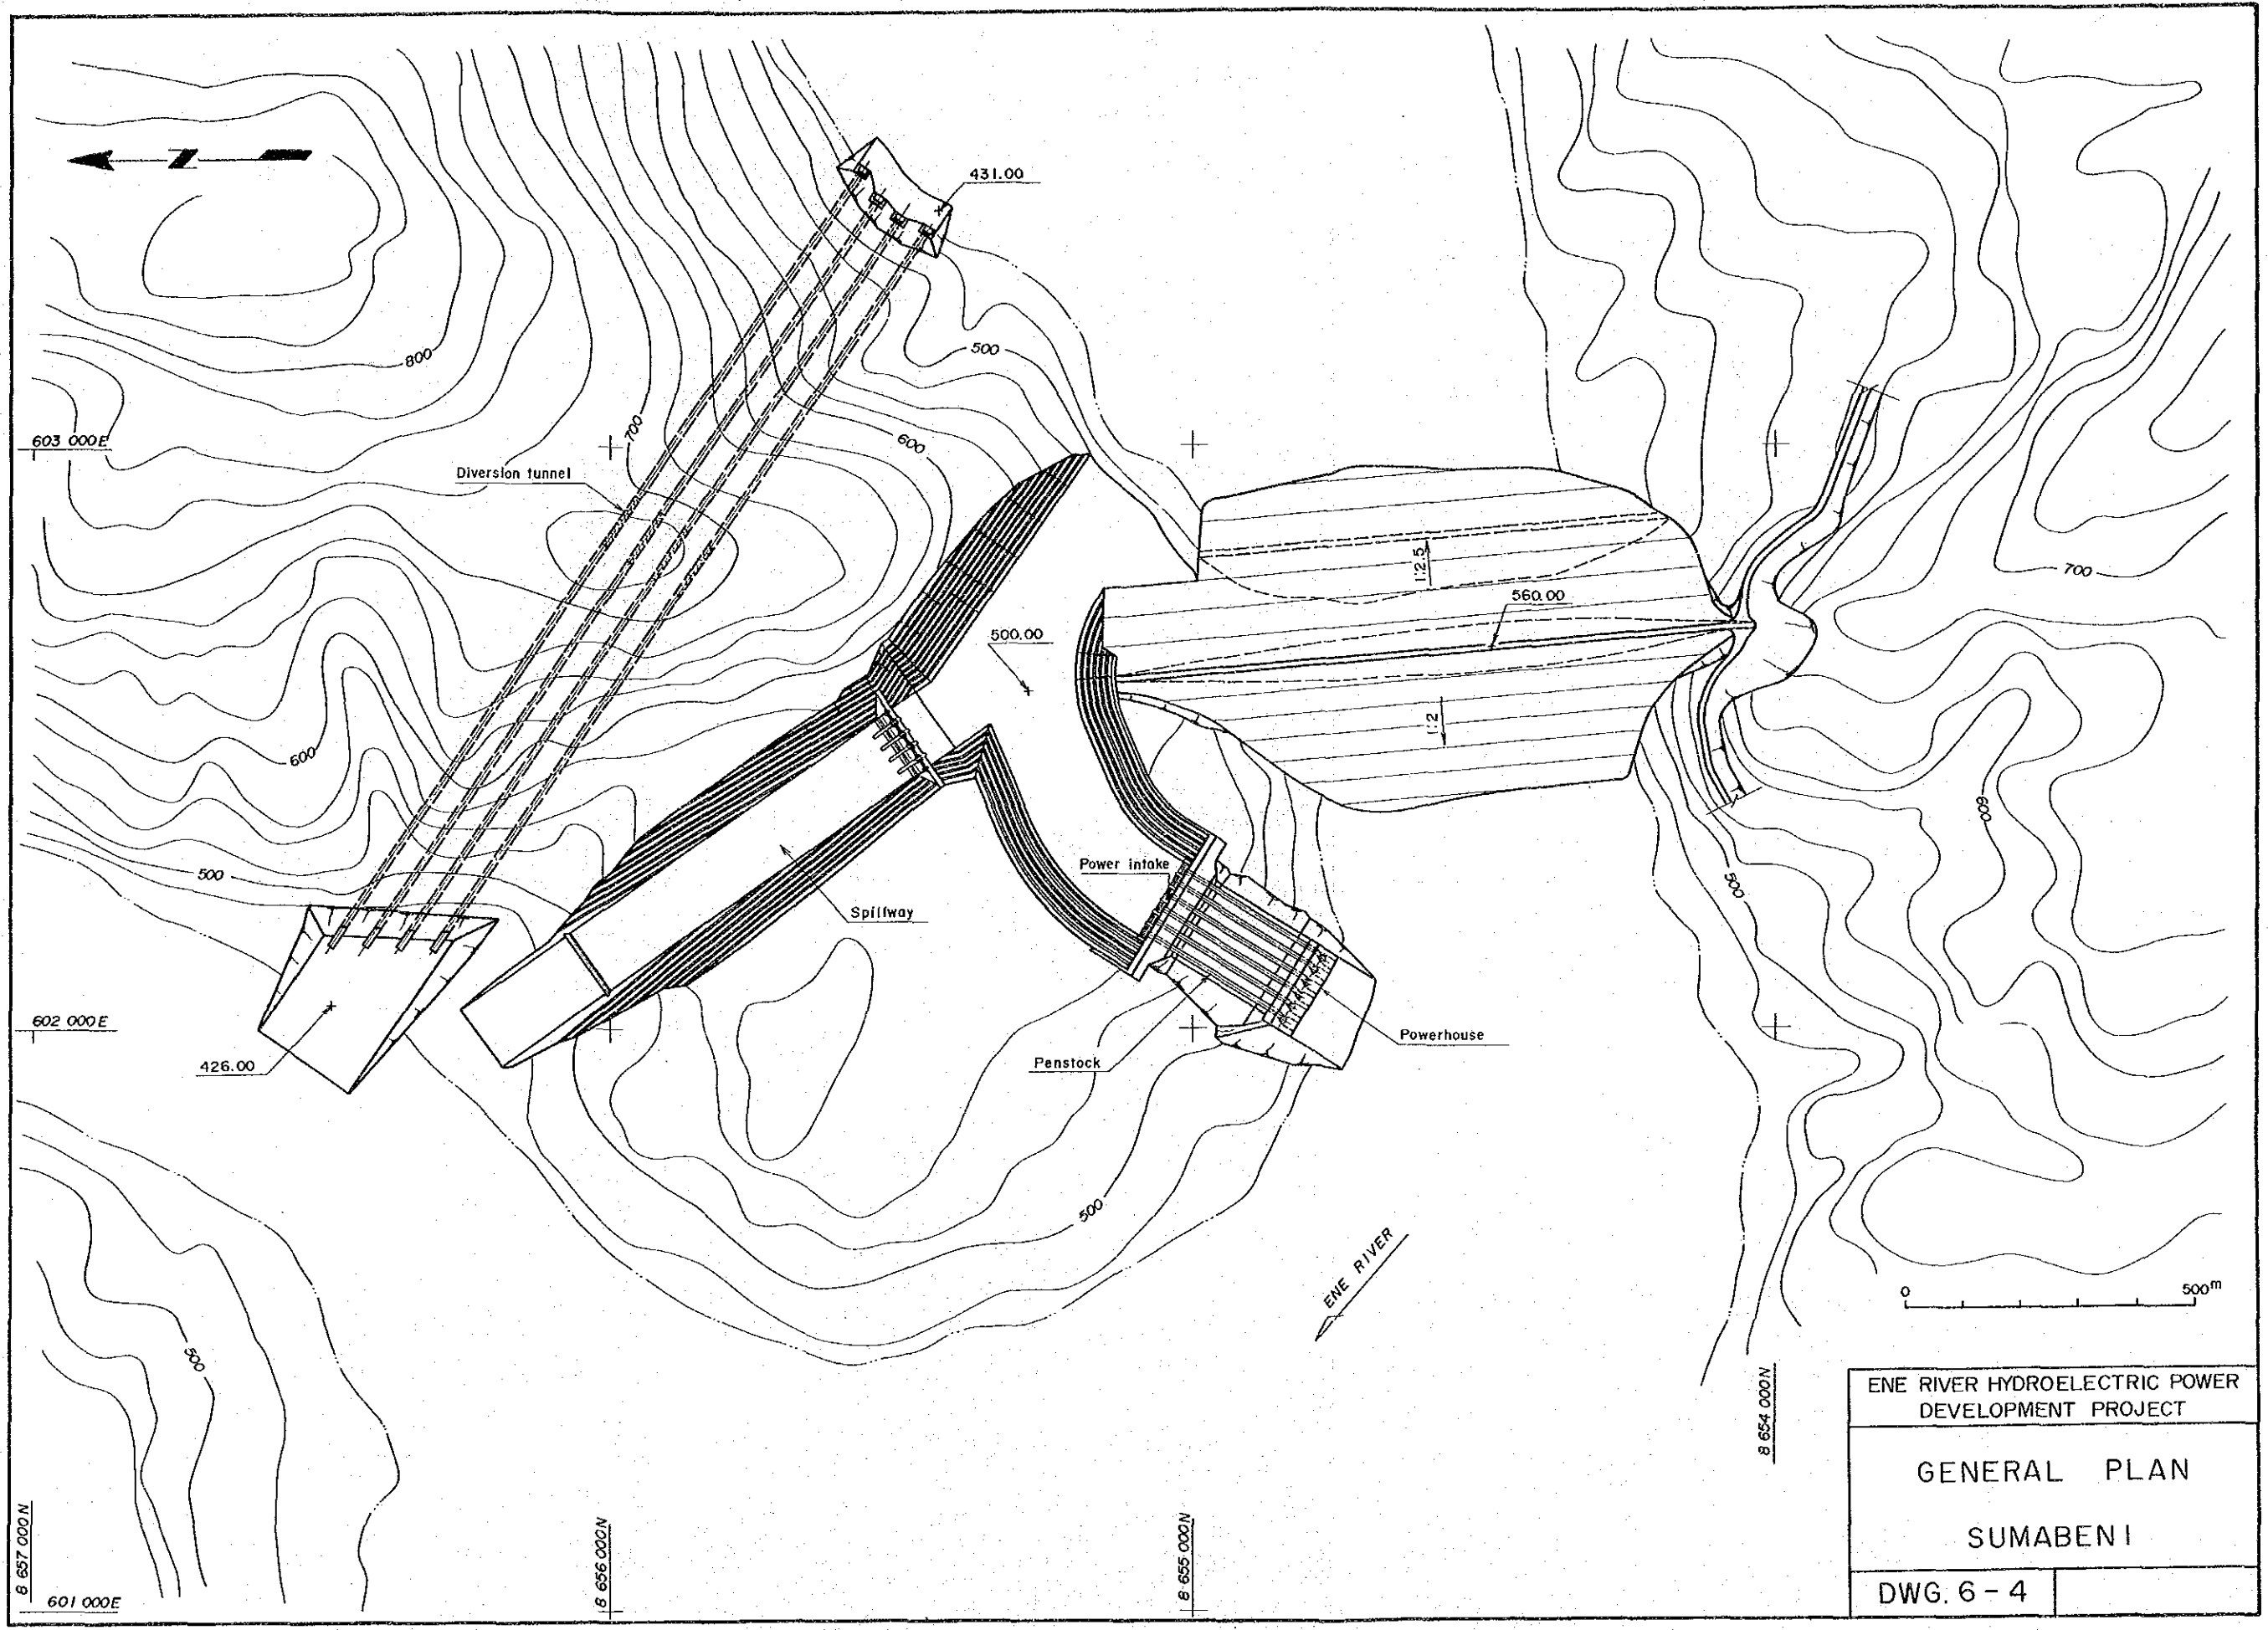 N
431.00
800
500
603 000E
700
600
Diversion tunnel
1:2.5
560.00
700
500.00
600
1:2
600
500
Power intake
500
Spillway
602 000E
426.00
Penstock
Powerhouse
500
ENE RIVER
0 500m
500
8 657 000N
8 656 000N
8 655 000N
8 654 000N
601 000E
ENE RIVER HYDROELECTRIC POWER
DEVELOPMENT PROJECT
GENERAL PLAN
SUMABENI
DWG. 6-4